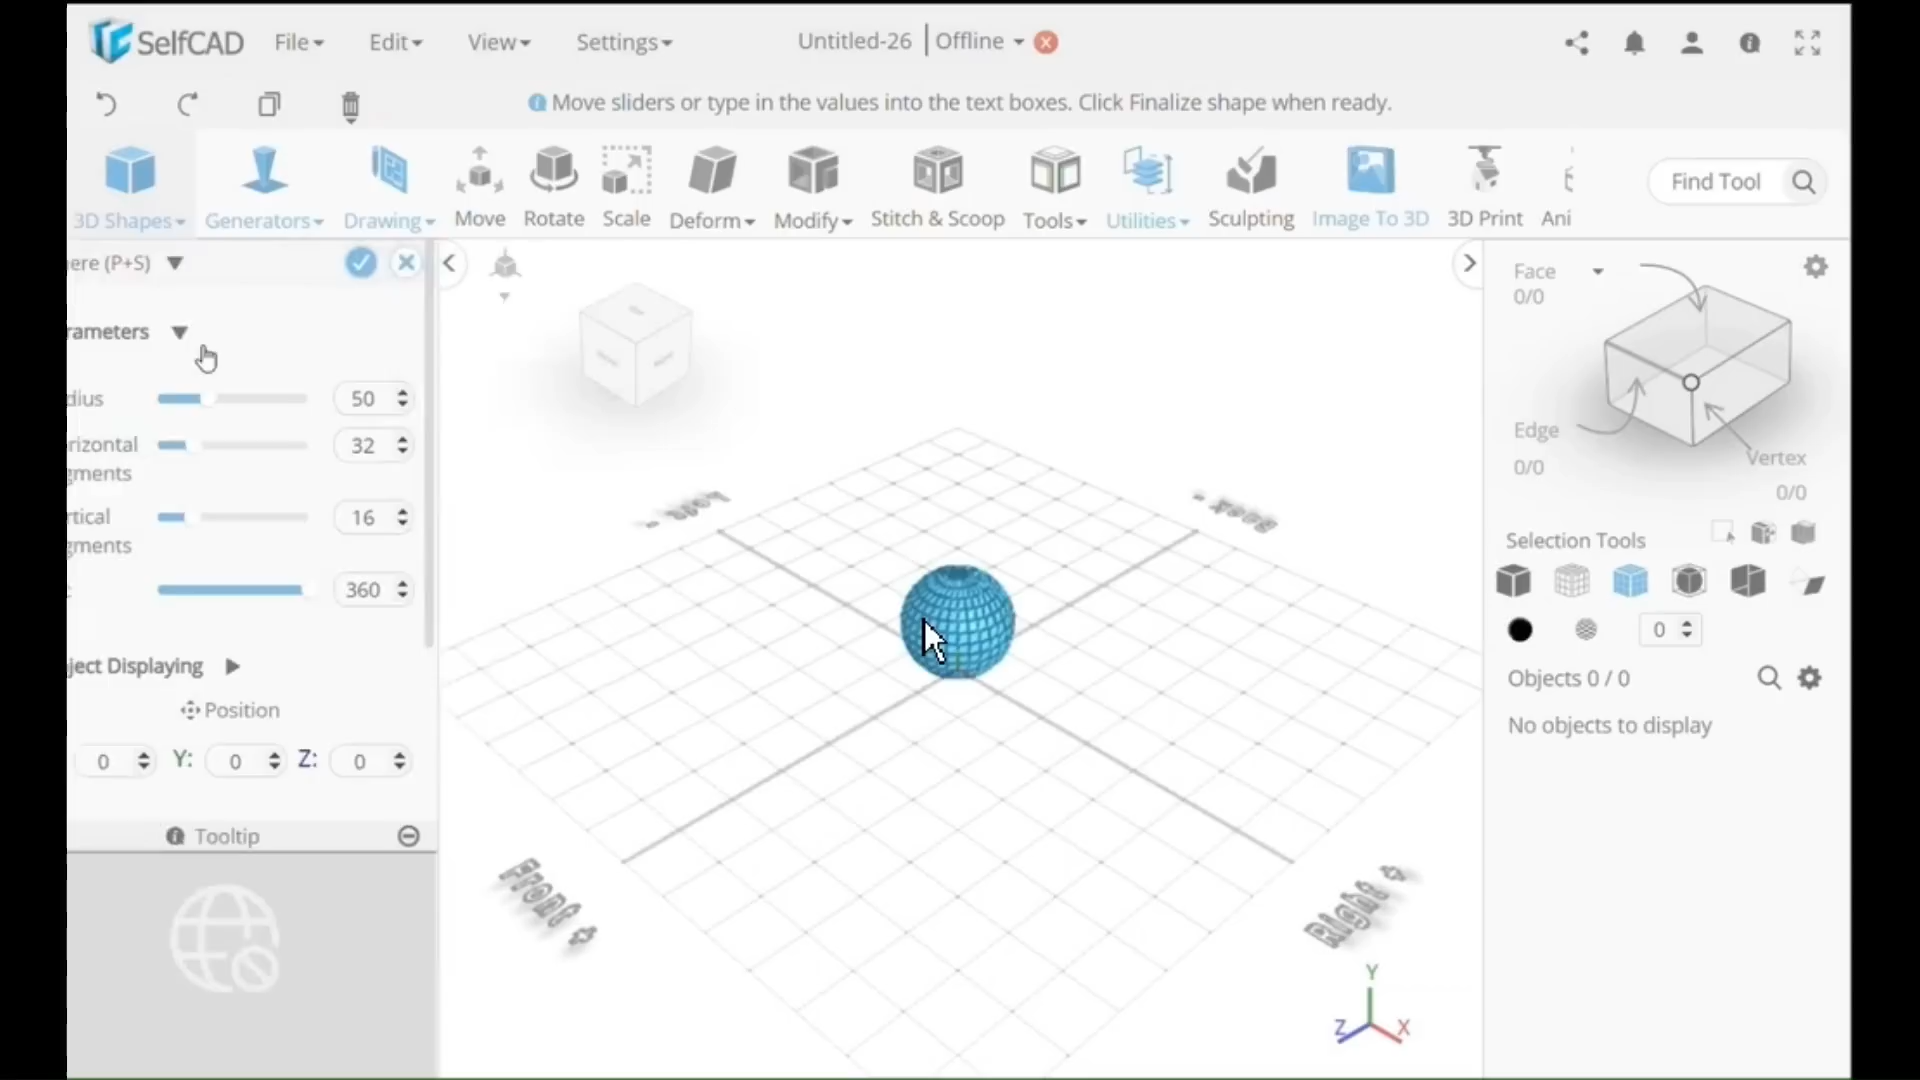 SelfCAD File Edit View Settings Untitled-26 Offline
Move sliders or type in the values into the text boxes. Click Finalize shape when ready.
3D Shapes Generators Drawing Move Rotate Scale Deform Modify Stitch & Scoop Tools Utilities Sculpting Image To 3D 3D Print Ani
Find Tool
ere (P+S)
rameters
dius 50
rizontal 32
gments
rtical 16
gments
360
ject Displaying
Position
0 Y: 0 Z: 0
Tooltip
Front +
Right +
Y
Z X
Face
0/0
Edge
0/0
Vertex
0/0
Selection Tools
0
Objects 0 / 0
No objects to display